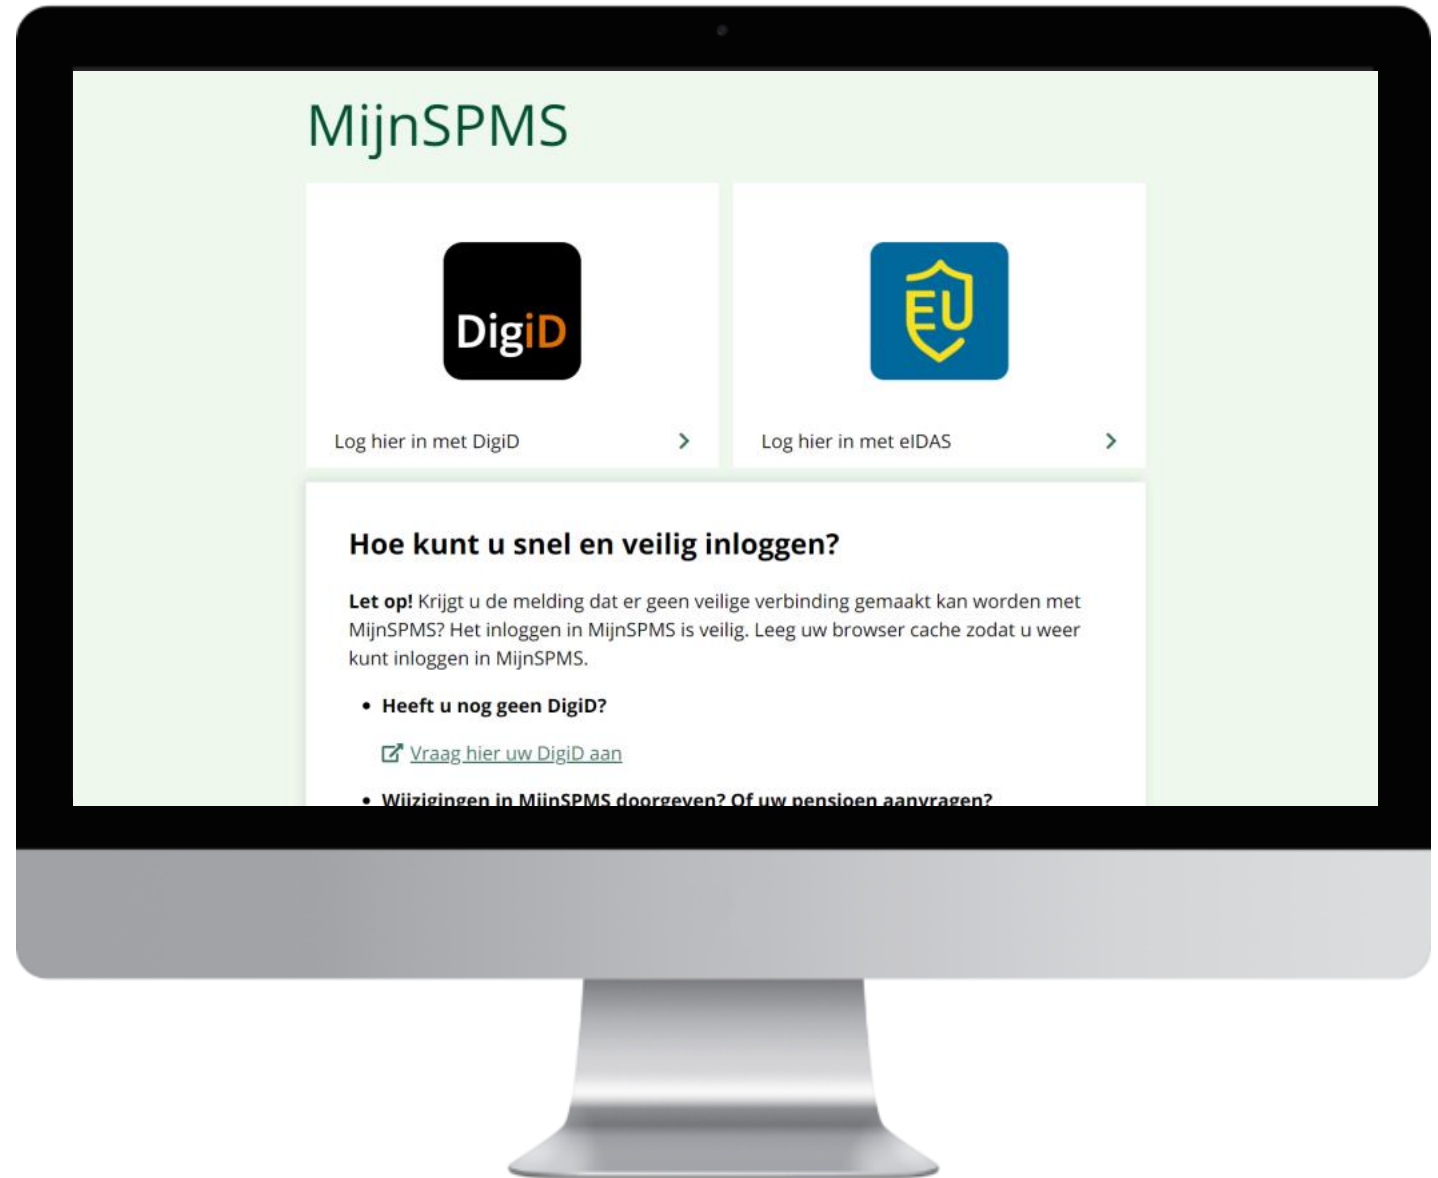 MijnSPMS
DigiD
EU
Log hier in met DigiD
Log hier in met eIDAS
Hoe kunt u snel en veilig inloggen?
Let op! Krijgt u de melding dat er geen veilige verbinding gemaakt kan worden met
MijnSPMS? Het inloggen in MijnSPMS is veilig. Leeg uw browser cache zodat u weer
kunt inloggen in MijnSPMS.
• Heeft u nog geen DigiD?
Vraag hier uw DigiD aan
• Wijzigingen in MijnSPMS doorgeven? Of uw pensioen aanvragen?